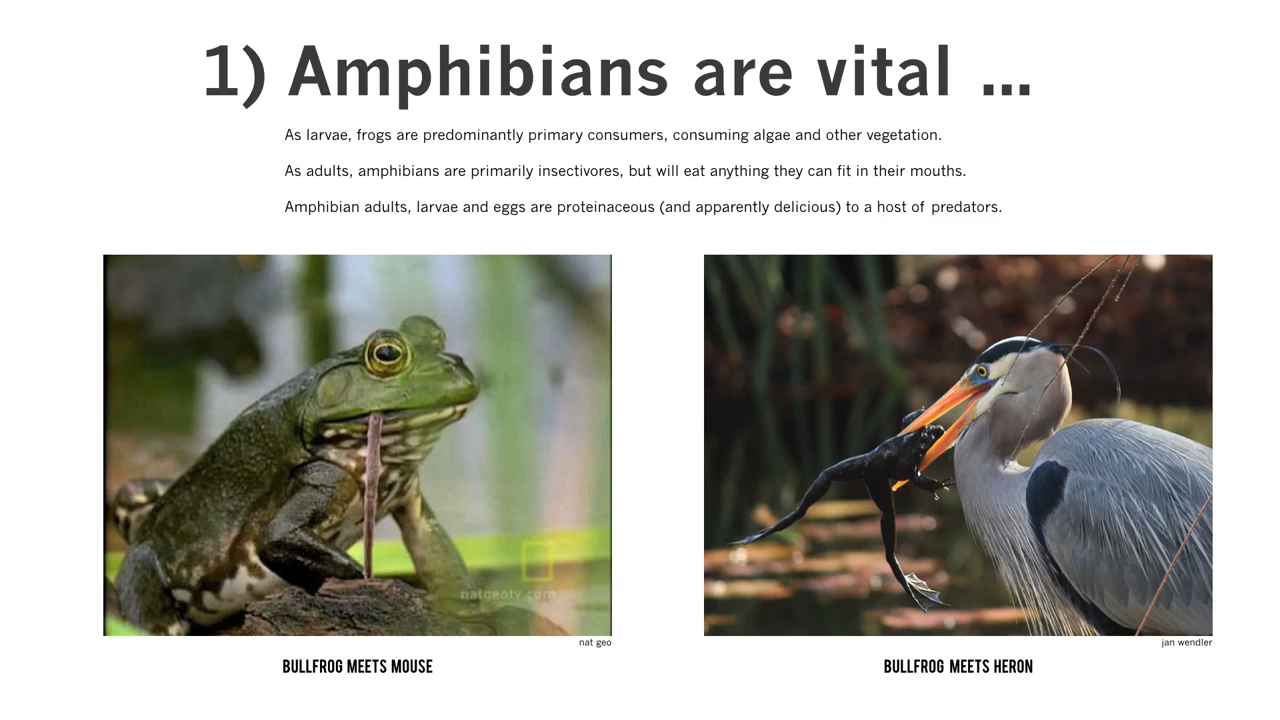 1) Amphibians are vital ...
As larvae, frogs are predominantly primary consumers, consuming algae and other vegetation.
As adults, amphibians are primarily insectivores, but will eat anything they can fit in their mouths.
Amphibian adults, larvae and eggs are proteinaceous (and apparently delicious) to a host of predators.
natgeotv.com
nat geo
jan wendler
BULLFROG MEETS MOUSE
BULLFROG MEETS HERON